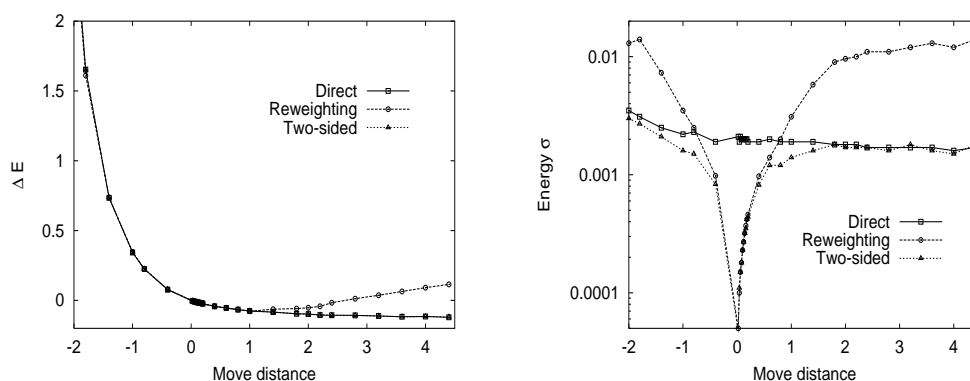 2
1.5
1
0.5
0
-2 -1 0 1 2 3 4
Δ E
Move distance
Direct
Reweighting
Two-sided
0.01
0.001
0.0001
-2 -1 0 1 2 3 4
Energy σ
Move distance
Direct
Reweighting
Two-sided